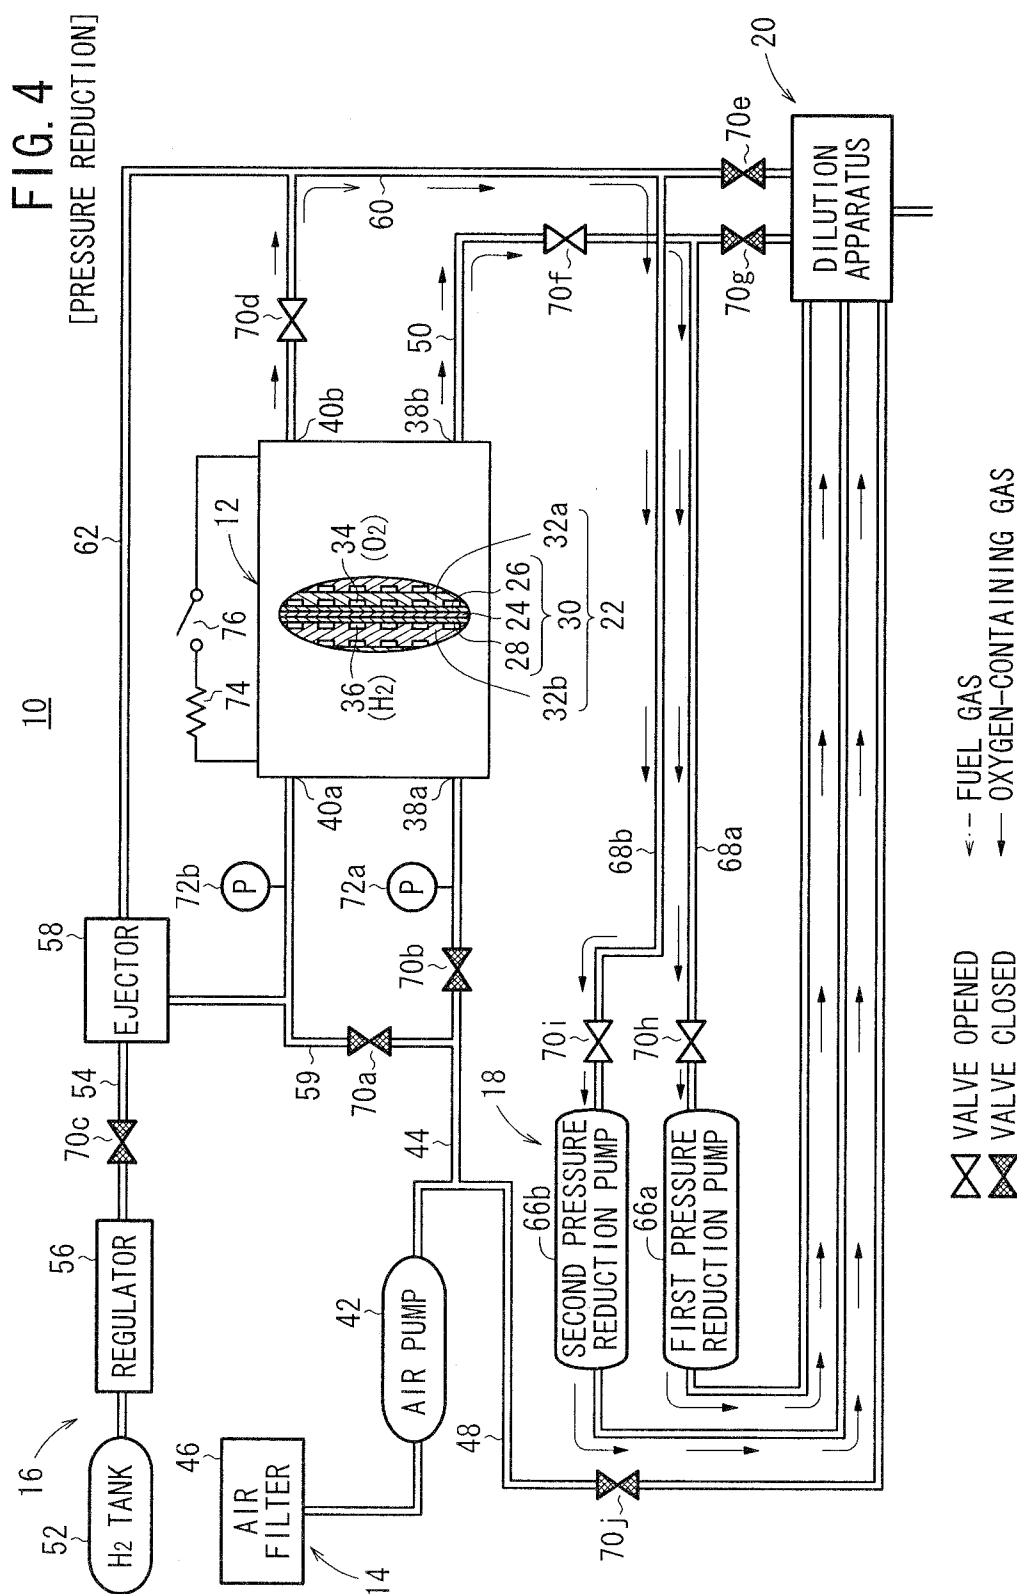 FIG. 4
[PRESSURE REDUCTION]
10
62
74
76
12
60
20
70d
40b
70e
72b
P
40a
36
(H2)
34
(O2)
50
38b
70f
70g
DILUTION
APPARATUS
58
EJECTOR
72a
P
38a
28
24
26
30
32b
32a
22
54
70c
59
70a
70b
68b
68a
56
REGULATOR
44
18
70i
70h
16
52
H2 TANK
42
AIR PUMP
66b
SECOND PRESSURE
REDUCTION PUMP
66a
FIRST PRESSURE
REDUCTION PUMP
46
AIR
FILTER
14
48
70j
VALVE OPENED
VALVE CLOSED
FUEL GAS
OXYGEN-CONTAINING GAS